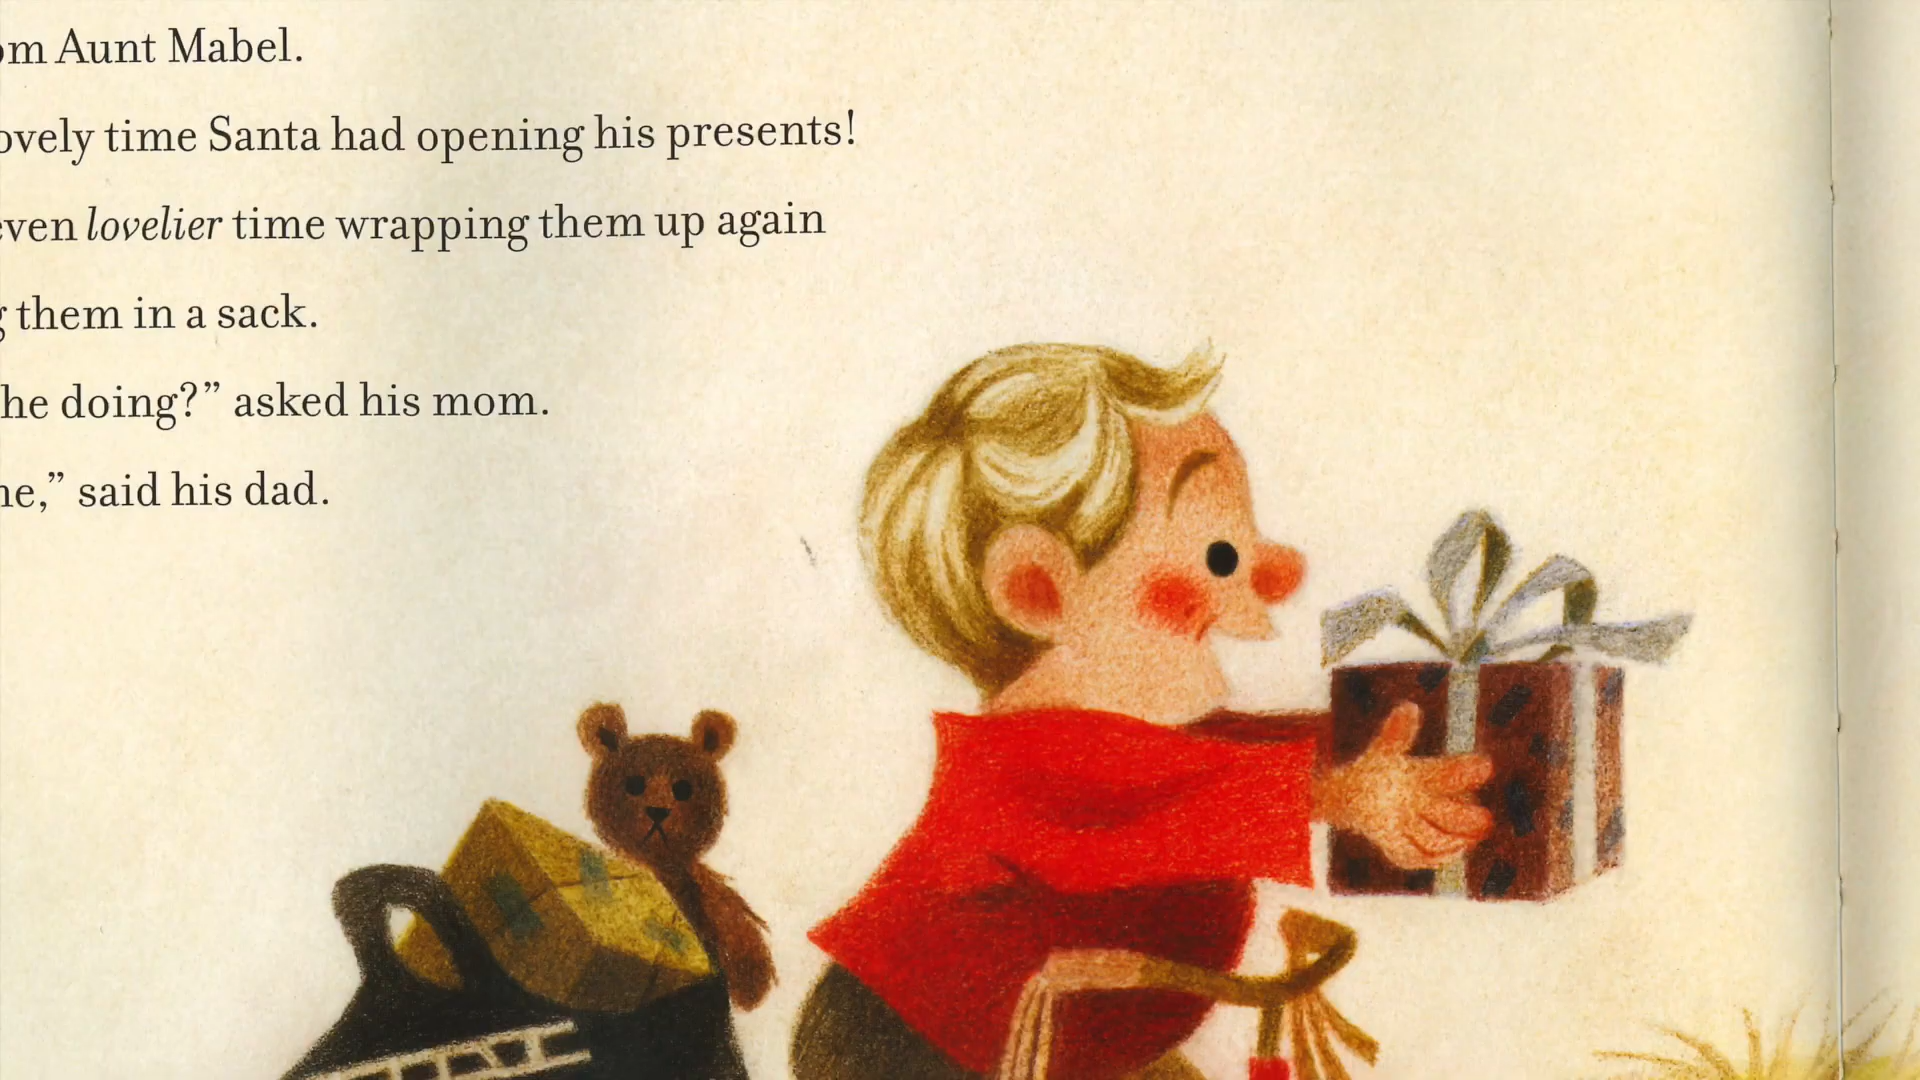 om Aunt Mabel.
ovely time Santa had opening his presents!
even lovelier time wrapping them up again
g them in a sack.
he doing?” asked his mom.
ne,” said his dad.